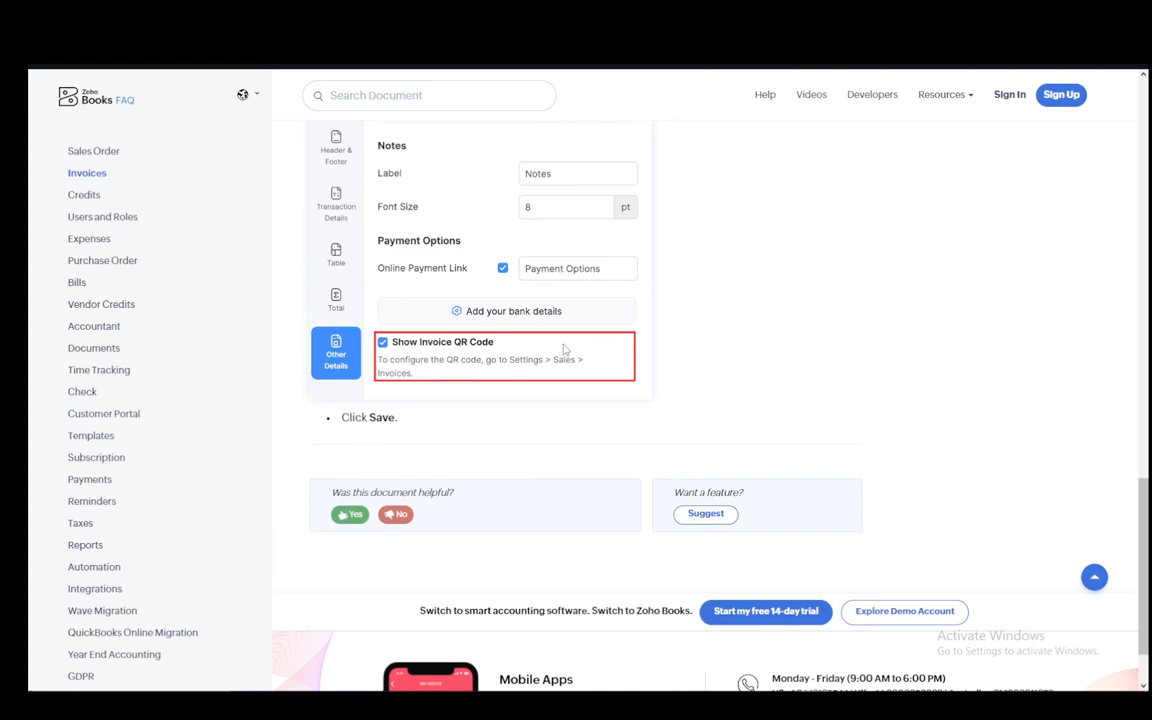 Zoho
Books FAQ
Search Document
Help
Videos
Developers
Resources
Sign In
Sign Up
Sales Order
Invoices
Credits
Users and Roles
Expenses
Purchase Order
Bills
Vendor Credits
Accountant
Documents
Time Tracking
Check
Customer Portal
Templates
Subscription
Payments
Reminders
Taxes
Reports
Automation
Integrations
Wave Migration
QuickBooks Online Migration
Year End Accounting
GDPR
Header &
Footer
Transaction
Details
Table
Total
Other
Details
Notes
Label
Notes
Font Size
8
pt
Payment Options
Online Payment Link
Payment Options
Add your bank details
Show Invoice QR Code
To configure the QR code, go to Settings > Sales >
Invoices.
• Click Save.
Was this document helpful?
Yes
No
Want a feature?
Suggest
Switch to smart accounting software. Switch to Zoho Books.
Start my free 14-day trial
Explore Demo Account
Activate Windows
Go to Settings to activate Windows.
Mobile Apps
Monday - Friday (9:00 AM to 6:00 PM)